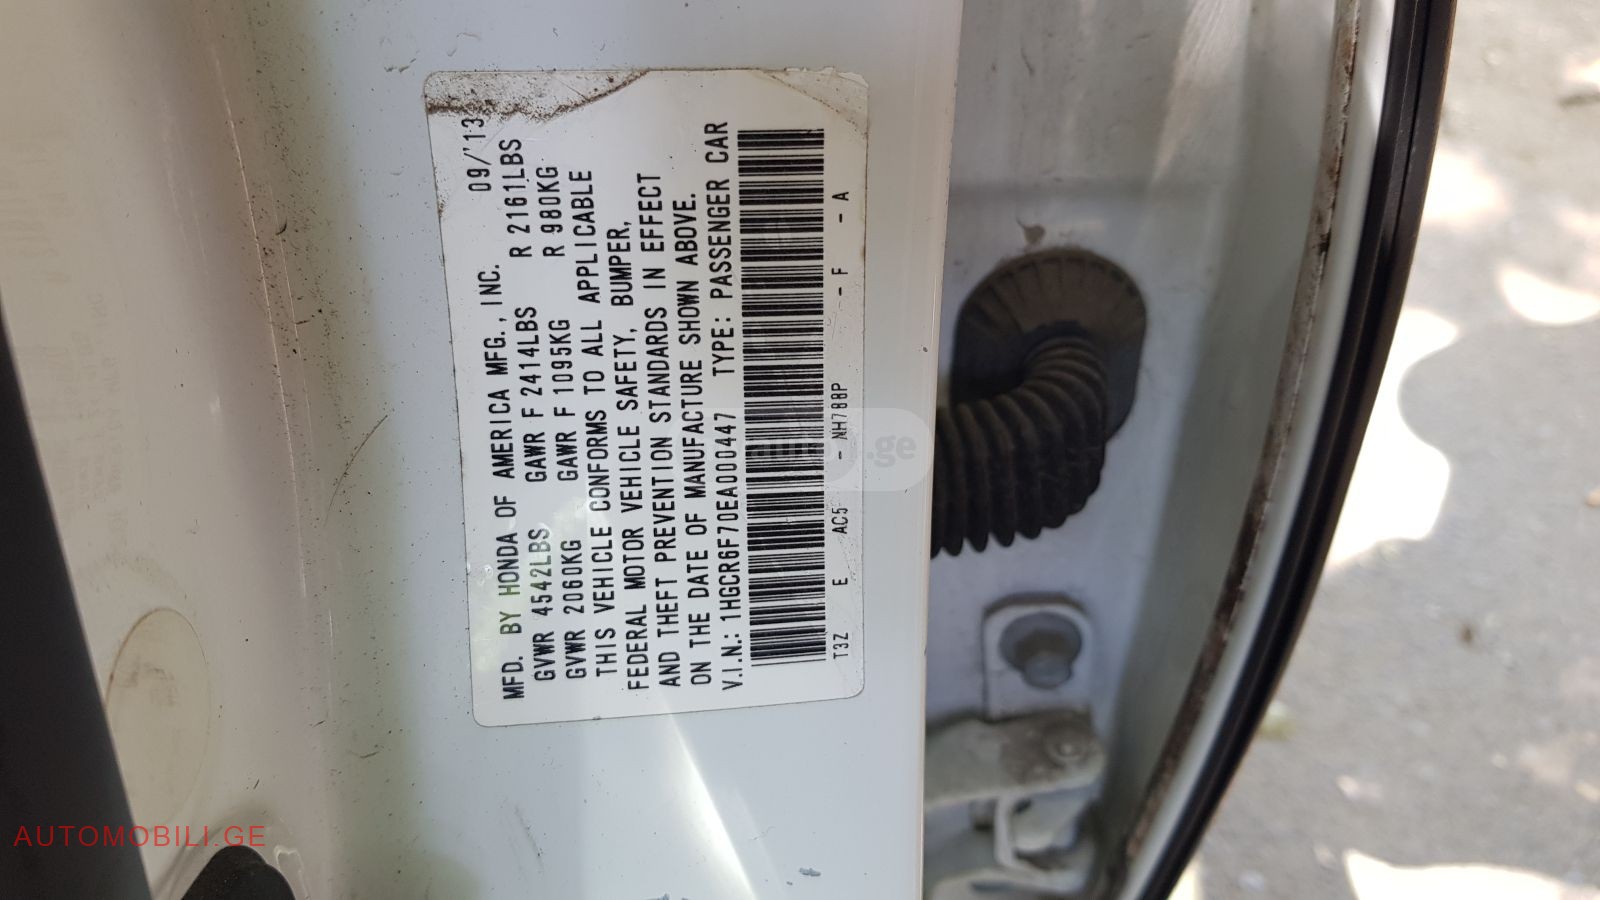 MFD. BY HONDA OF AMERICA MFG., INC. 09/'13
GVWR 4542LBS GAWR F 2414LBS R 2161LBS
GVWR 2060KG GAWR F 1095KG R 980KG
THIS VEHICLE CONFORMS TO ALL APPLICABLE
FEDERAL MOTOR VEHICLE SAFETY, BUMPER,
AND THEFT PREVENTION STANDARDS IN EFFECT
ON THE DATE OF MANUFACTURE SHOWN ABOVE.
V.I.N.: 1HGCR6F70EA000447 TYPE: PASSENGER CAR
T3Z E AC5 - NH788P - F - A
AUTOMOBILI.GE